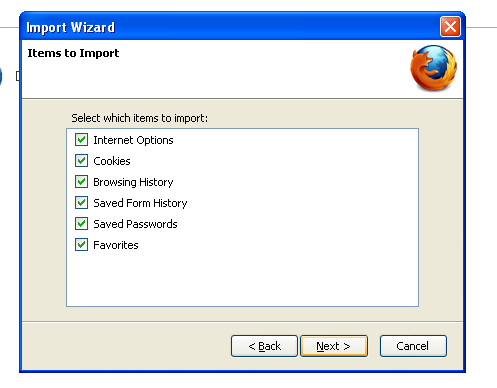 Import Wizard
Items to Import
Select which items to import:
Internet Options
Cookies
Browsing History
Saved Form History
Saved Passwords
Favorites
< Back
Next >
Cancel